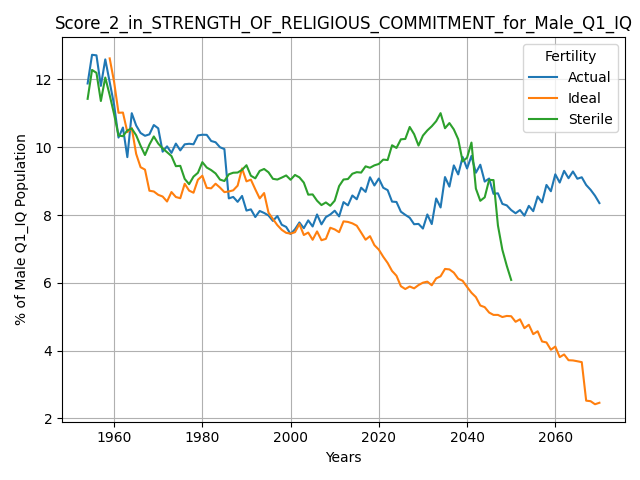 Score_2_in_STRENGTH_OF_RELIGIOUS_COMMITMENT_for_Male_Q1_IQ
Fertility
Actual
Ideal
Sterile
% of Male Q1_IQ Population
12
10
8
6
4
2
1960 1980 2000 2020 2040 2060
Years